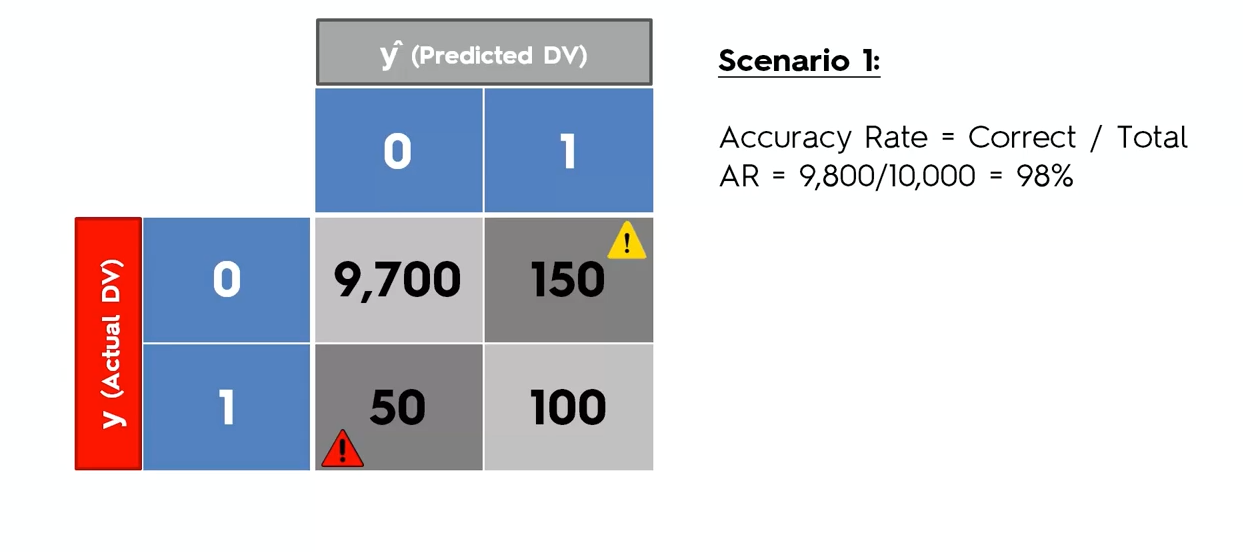 ŷ (Predicted DV)
0 1
y (Actual DV)
0 9,700 150 !
1 50 100
!
Scenario 1:
Accuracy Rate = Correct / Total
AR = 9,800/10,000 = 98%